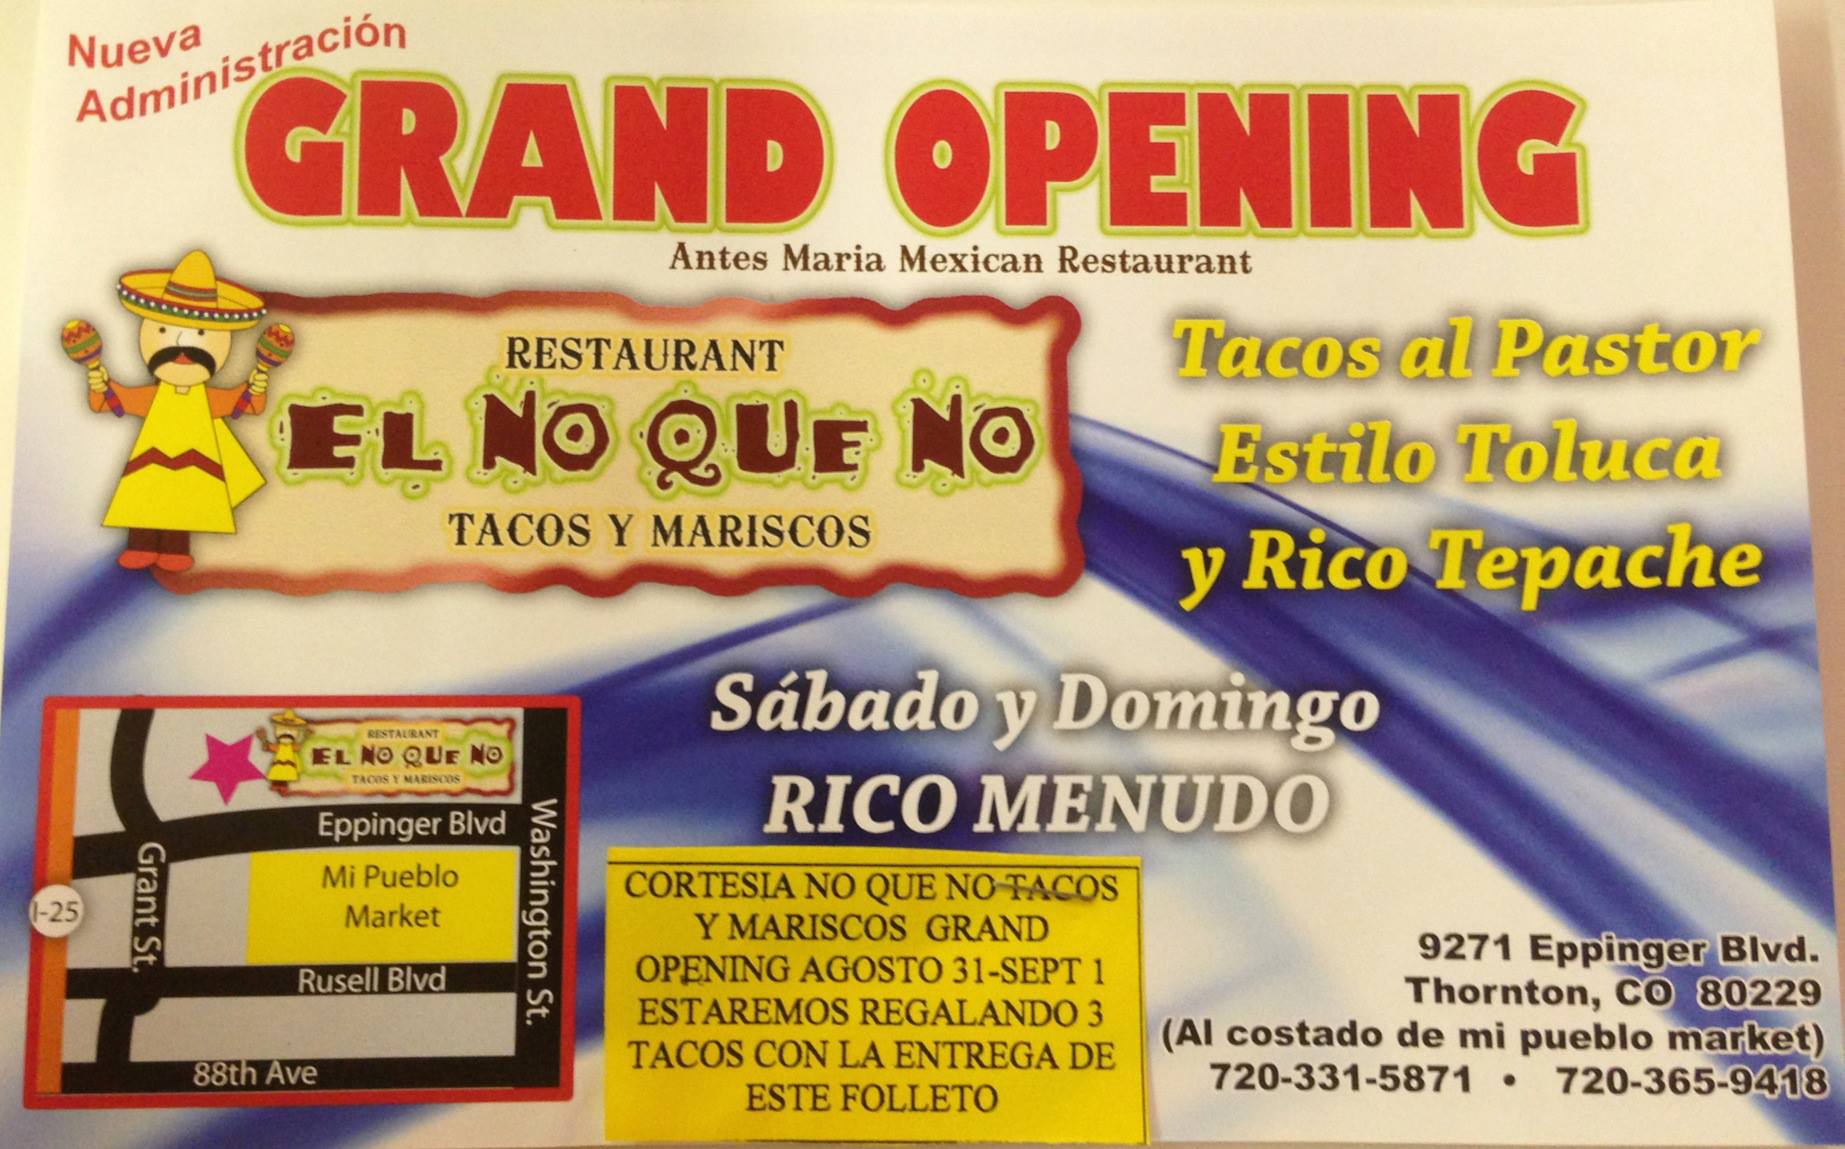 Nueva
Administración
GRAND OPENING
Antes Maria Mexican Restaurant
RESTAURANT
EL NO QUE NO
TACOS Y MARISCOS
Tacos al Pastor
Estilo Toluca
y Rico Tepache
Sábado y Domingo
RICO MENUDO
RESTAURANT
EL NO QUE NO
TACOS Y MARISCOS
Eppinger Blvd
Mi Pueblo
Market
Grant St.
Washington St.
I-25
Rusell Blvd
88th Ave
CORTESIA NO QUE NO TACOS
Y MARISCOS GRAND
OPENING AGOSTO 31-SEPT 1
ESTAREMOS REGALANDO 3
TACOS CON LA ENTREGA DE
ESTE FOLLETO
9271 Eppinger Blvd.
Thornton, CO 80229
(Al costado de mi pueblo market)
720-331-5871 • 720-365-9418